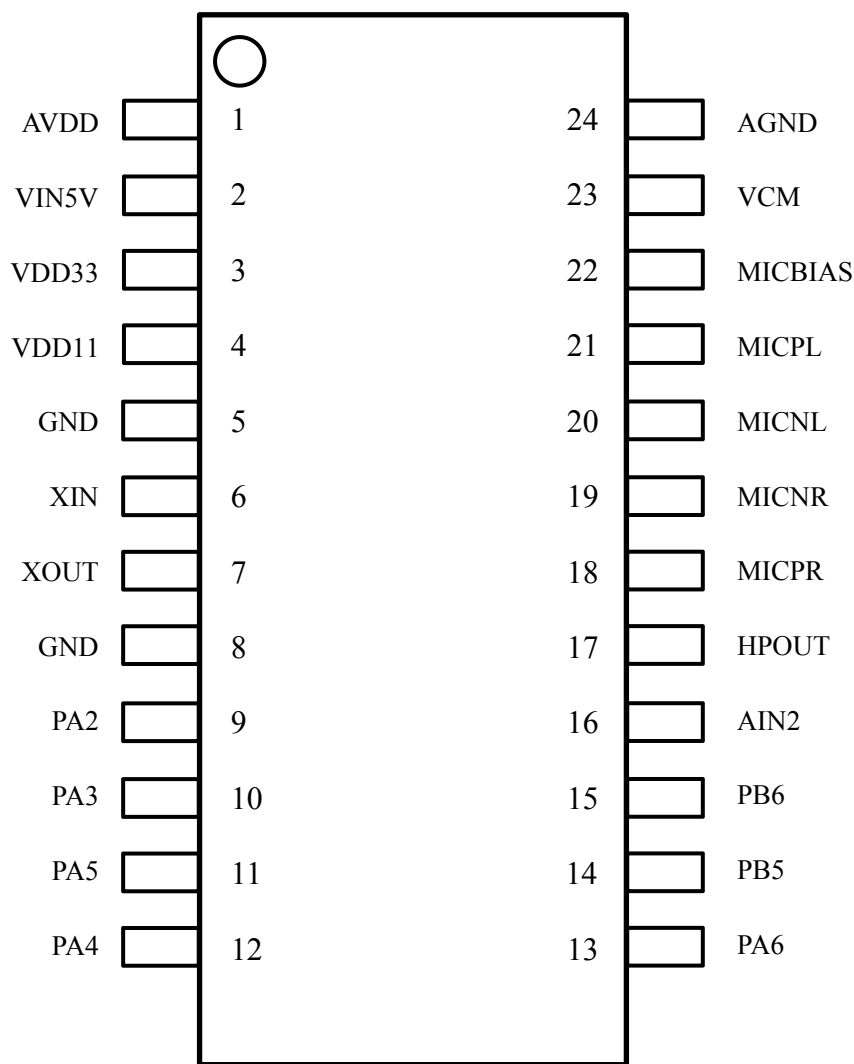 AVDD 1 24 AGND
VIN5V 2 23 VCM
VDD33 3 22 MICBIAS
VDD11 4 21 MICPL
GND 5 20 MICNL
XIN 6 19 MICNR
XOUT 7 18 MICPR
GND 8 17 HPOUT
PA2 9 16 AIN2
PA3 10 15 PB6
PA5 11 14 PB5
PA4 12 13 PA6